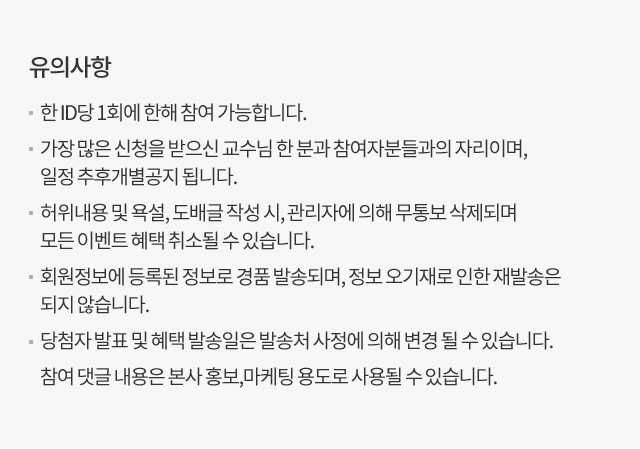 유의사항
한 ID당 1회에 한해 참여 가능합니다.
가장 많은 신청을 받으신 교수님 한 분과 참여자분들과의 자리이며,
일정 추후개별공지 됩니다.
허위내용 및 욕설, 도배글 작성 시, 관리자에 의해 무통보 삭제되며
모든 이벤트 혜택 취소될 수 있습니다.
회원정보에 등록된 정보로 경품 발송되며, 정보 오기재로 인한 재발송은
되지 않습니다.
당첨자 발표 및 혜택 발송일은 발송처 사정에 의해 변경 될 수 있습니다.
참여 댓글 내용은 본사 홍보,마케팅 용도로 사용될 수 있습니다.